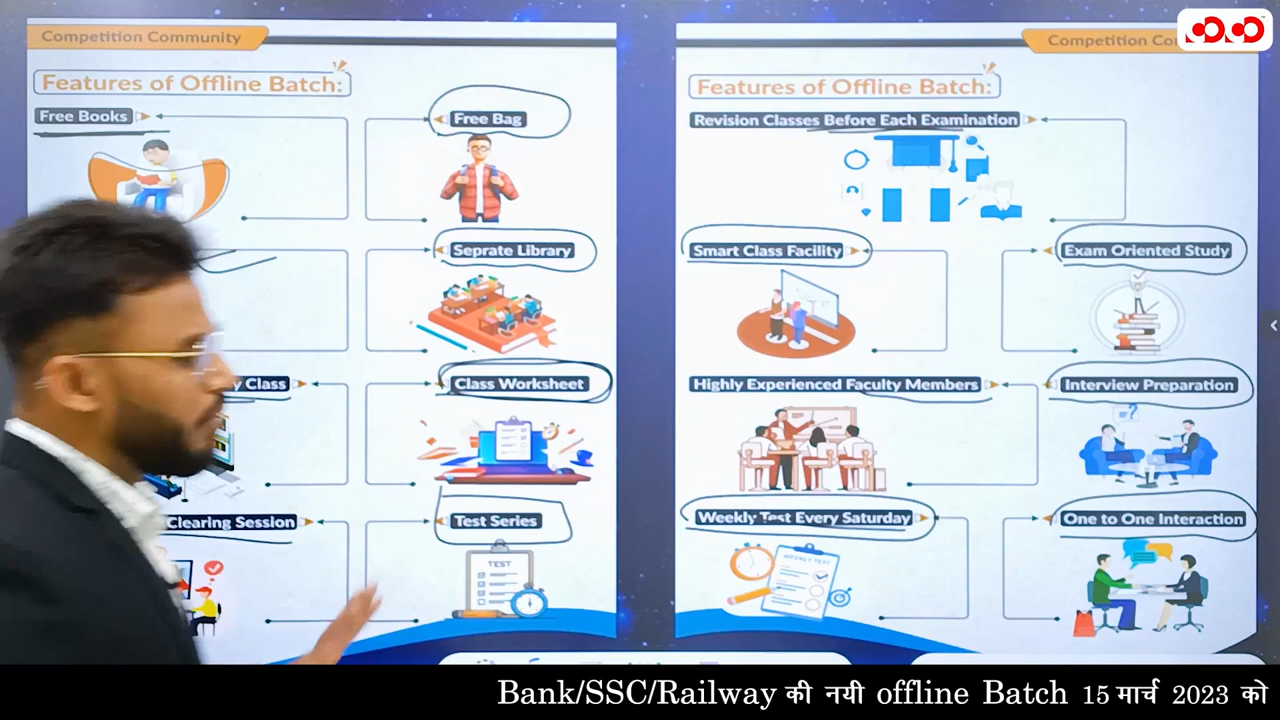 Competition Community
Features of Offline Batch:
Free Books
Free Bag
Seprate Library
Class
Class Worksheet
Clearing Session
Test Series
TEST
Competition
Features of Offline Batch:
Revision Classes Before Each Examination
Smart Class Facility
Exam Oriented Study
Highly Experienced Faculty Members
Interview Preparation
Weekly Test Every Saturday
One to One Interaction
WEEKLY TEST
Bank/SSC/Railway की नयी offline Batch 15 मार्च 2023 को